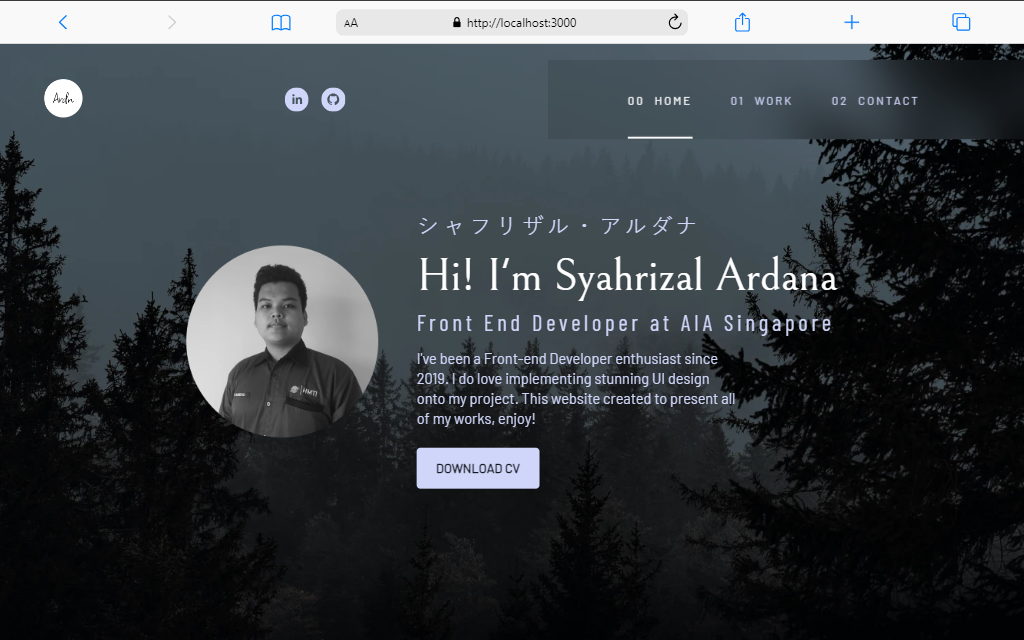 AA http://localhost:3000
Ardn
in
00 HOME 01 WORK 02 CONTACT
シャフリザル・アルダナ
Hi! I'm Syahrizal Ardana
Front End Developer at AIA Singapore
I've been a Front-end Developer enthusiast since
2019. I do love implementing stunning UI design
onto my project. This website created to present all
of my works, enjoy!
DOWNLOAD CV